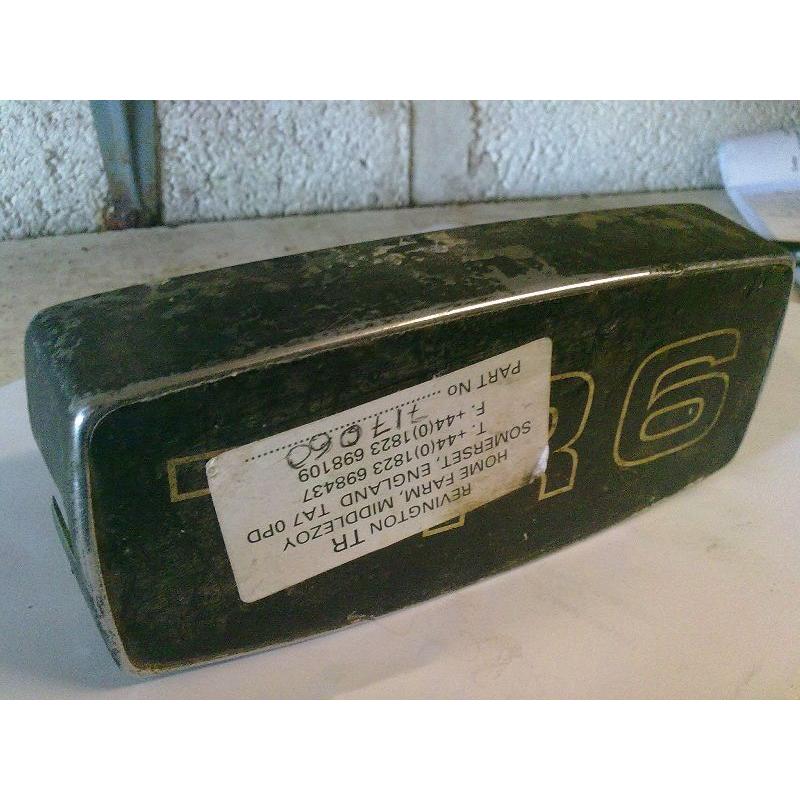 TR6
REVINGTON TR
HOME FARM, MIDDLEZOY
SOMERSET, ENGLAND TA7 0PD
T. +44(0)1823 698437
F. +44(0)1823 698109
PART No ............ 717060